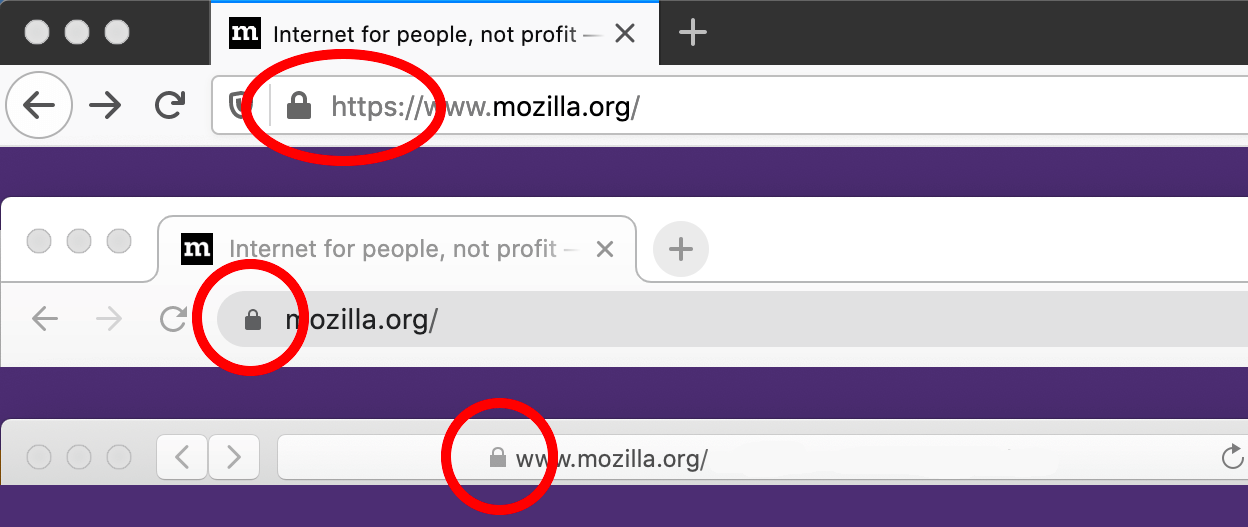 m Internet for people, not profit —
https://www.mozilla.org/
m Internet for people, not profit —
mozilla.org/
www.mozilla.org/